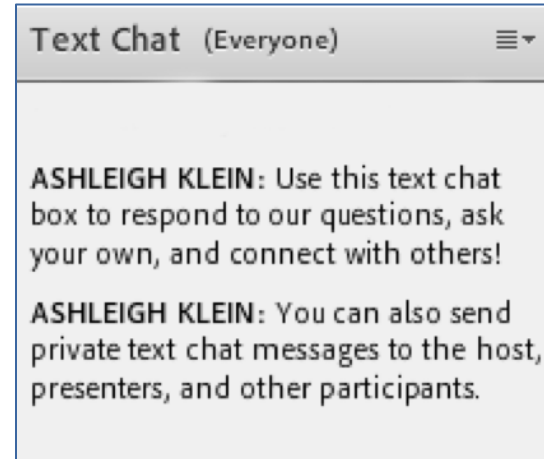 Text Chat (Everyone)
ASHLEIGH KLEIN: Use this text chat
box to respond to our questions, ask
your own, and connect with others!
ASHLEIGH KLEIN: You can also send
private text chat messages to the host,
presenters, and other participants.